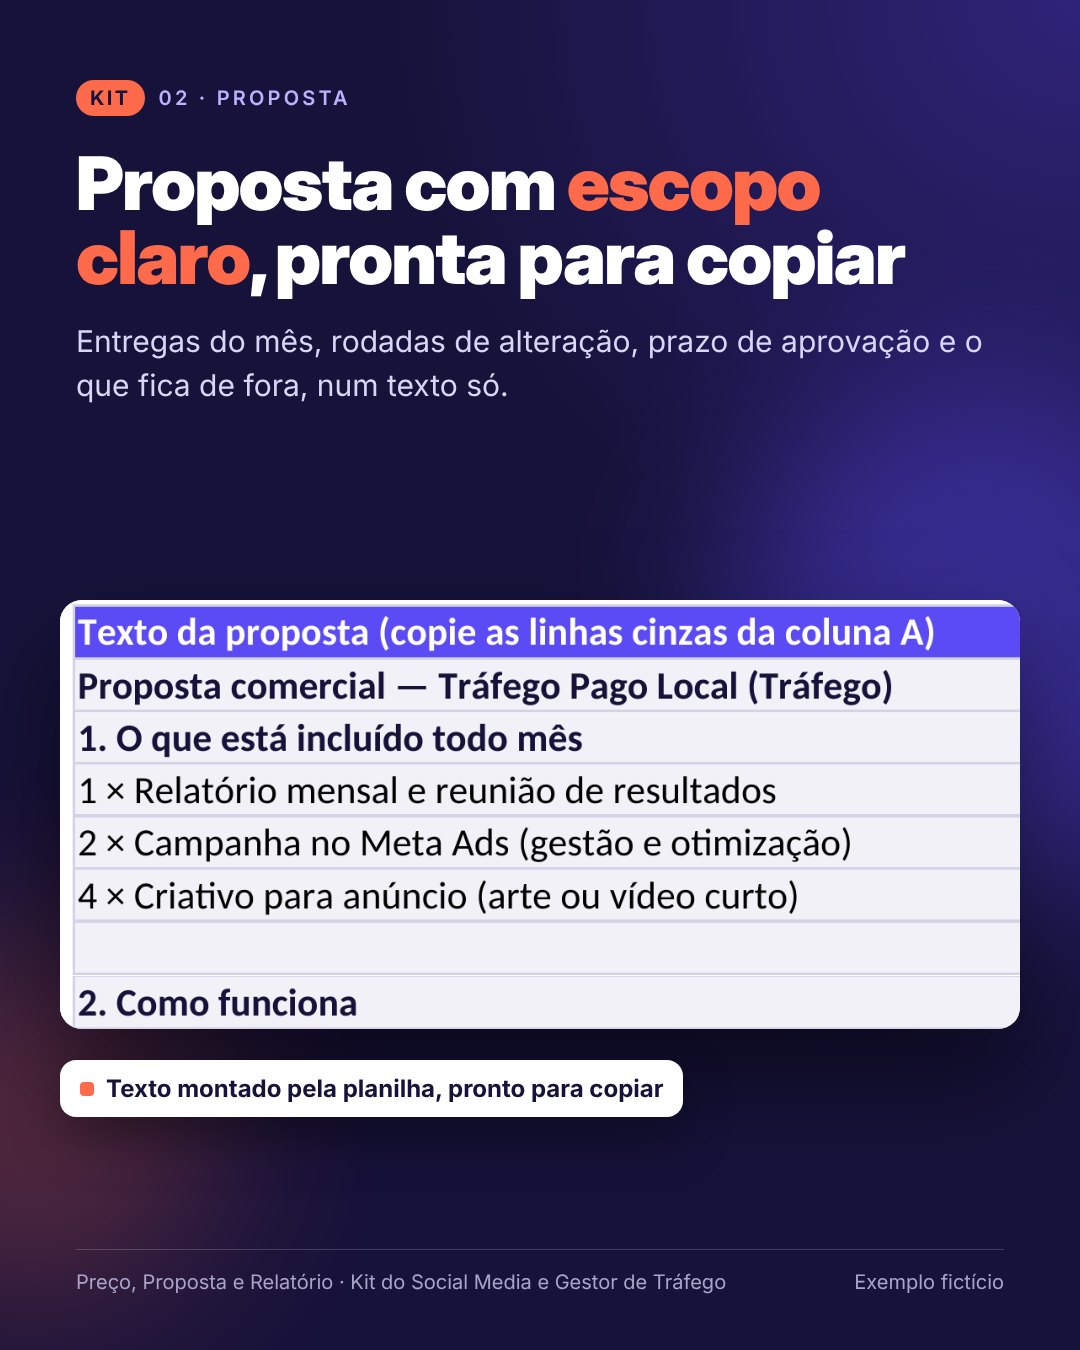 KIT 02 · PROPOSTA
Proposta com escopo
claro, pronta para copiar
Entregas do mês, rodadas de alteração, prazo de aprovação e o
que fica de fora, num texto só.
Texto da proposta (copie as linhas cinzas da coluna A)
Proposta comercial — Tráfego Pago Local (Tráfego)
1. O que está incluído todo mês
1 × Relatório mensal e reunião de resultados
2 × Campanha no Meta Ads (gestão e otimização)
4 × Criativo para anúncio (arte ou vídeo curto)
2. Como funciona
Texto montado pela planilha, pronto para copiar
Preço, Proposta e Relatório · Kit do Social Media e Gestor de Tráfego
Exemplo fictício